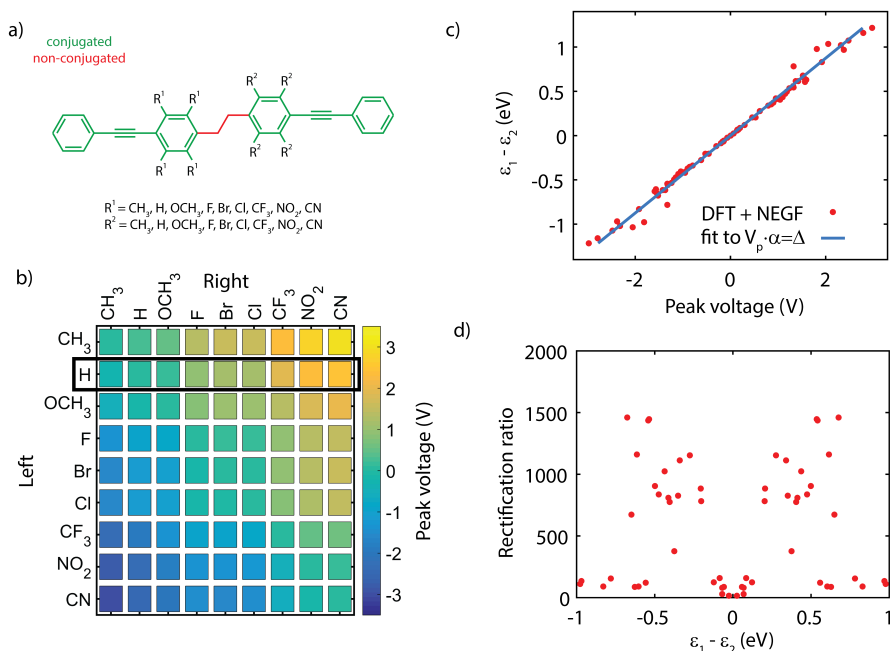 a)
conjugated
non-conjugated
R¹ R¹ R² R²
R¹ R¹ R² R²
R¹ = CH₃, H, OCH₃, F, Br, Cl, CF₃, NO₂, CN
R² = CH₃, H, OCH₃, F, Br, Cl, CF₃, NO₂, CN
b)
Right
CH₃ H OCH₃ F Br Cl CF₃ NO₂ CN
Left
CH₃
H
OCH₃
F
Br
Cl
CF₃
NO₂
CN
3
2
1
0
-1
-2
-3
Peak voltage (V)
c)
ε₁ - ε₂ (eV)
1
0.5
0
-0.5
-1
DFT + NEGF
fit to Vₚ·α=Δ
-2 0 2
Peak voltage (V)
d)
Rectification ratio
2000
1500
1000
500
0
-1 -0.5 0 0.5 1
ε₁ - ε₂ (eV)